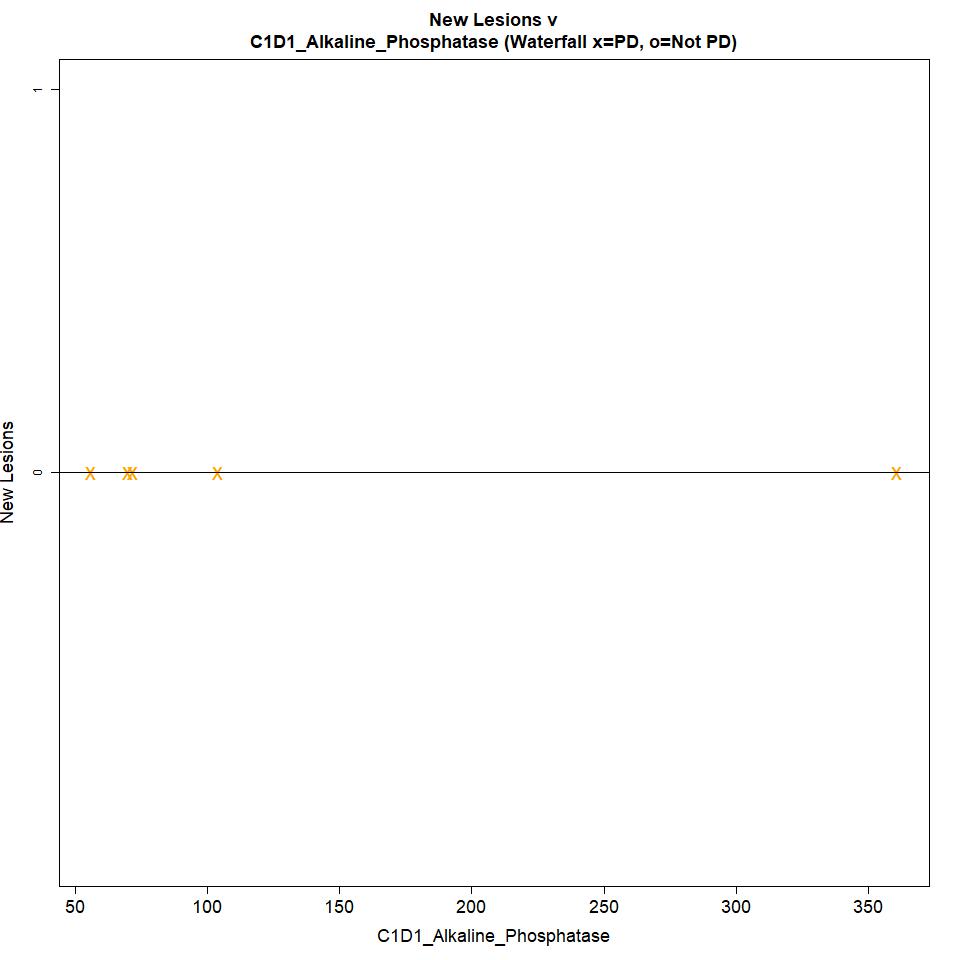 New Lesions v
C1D1_Alkaline_Phosphatase (Waterfall x=PD, o=Not PD)
1
0
New Lesions
x x x x x
50 100 150 200 250 300 350
C1D1_Alkaline_Phosphatase